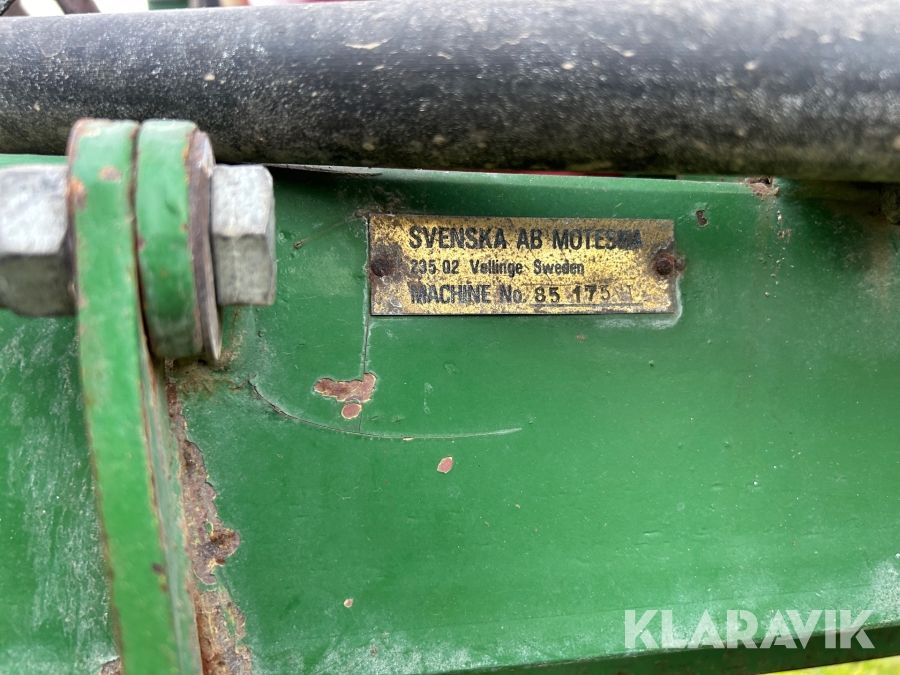 SVENSKA AB MOTESMA
235 02 Vellinge Sweden
MACHINE No. 85 175
KLARAVIK